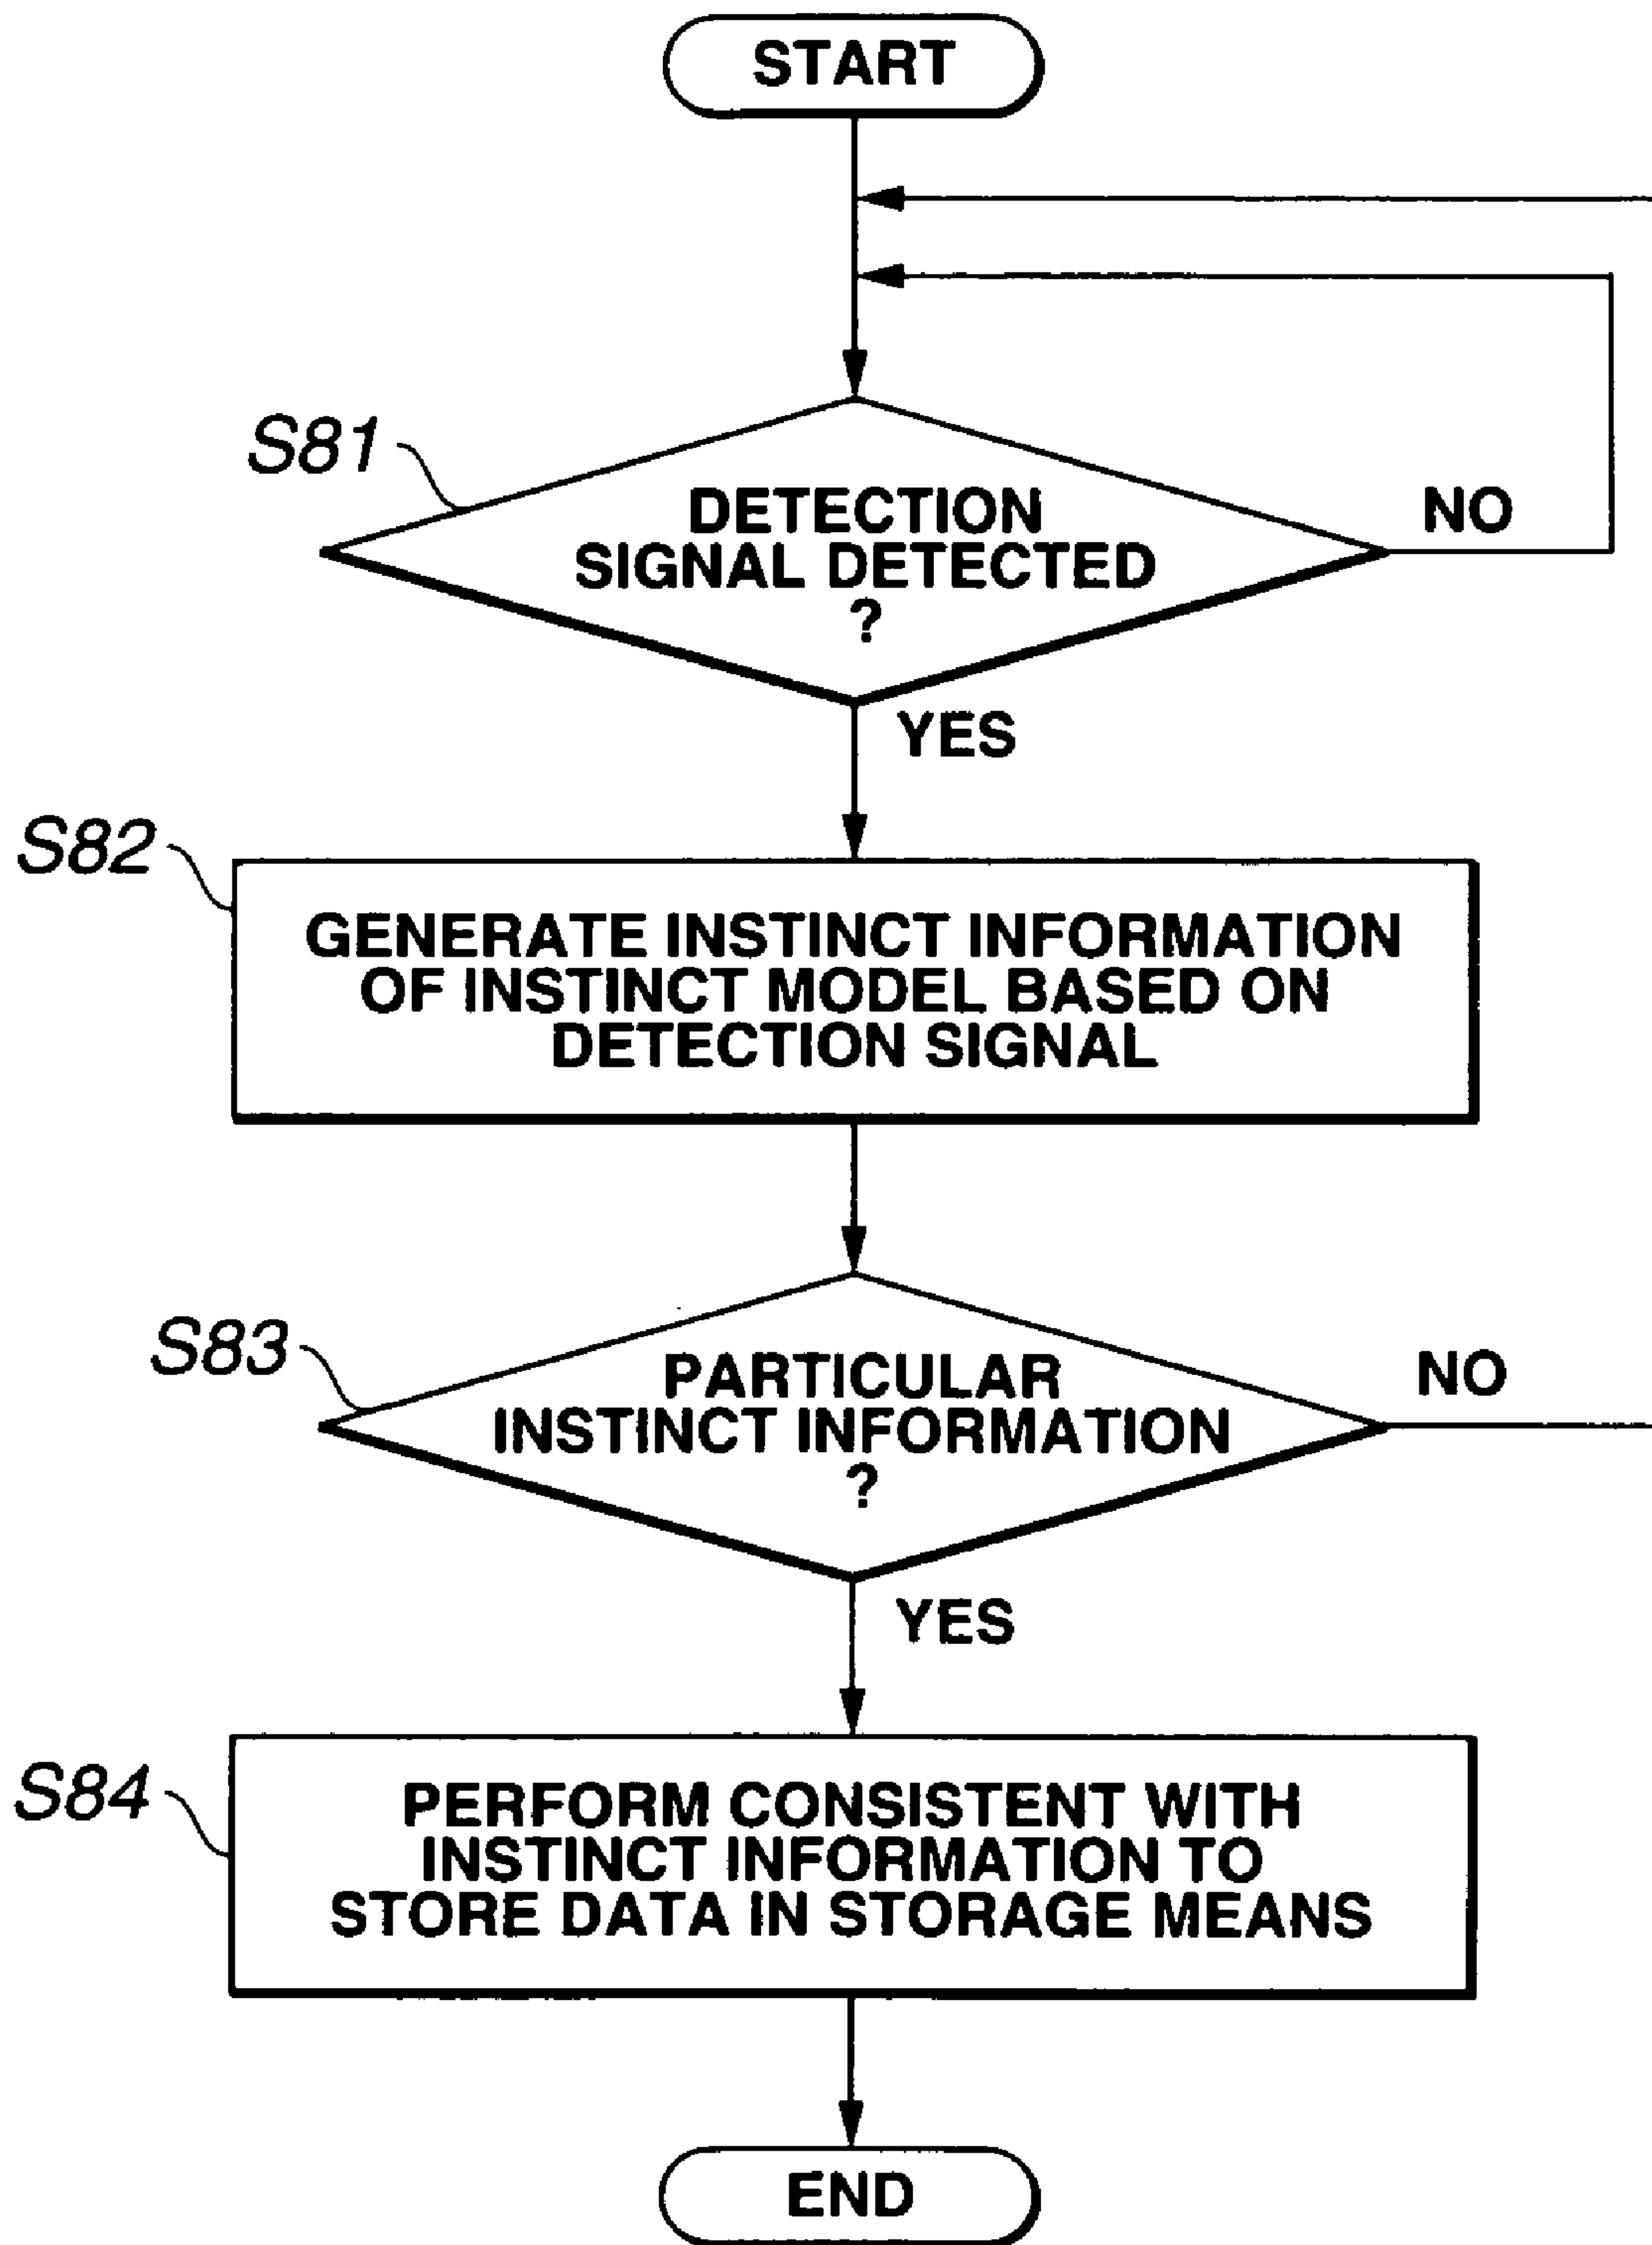 START
S81
DETECTION
SIGNAL DETECTED
?
NO
YES
S82
GENERATE INSTINCT INFORMATION
OF INSTINCT MODEL BASED ON
DETECTION SIGNAL
S83
PARTICULAR
INSTINCT INFORMATION
?
NO
YES
S84
PERFORM CONSISTENT WITH
INSTINCT INFORMATION TO
STORE DATA IN STORAGE MEANS
END